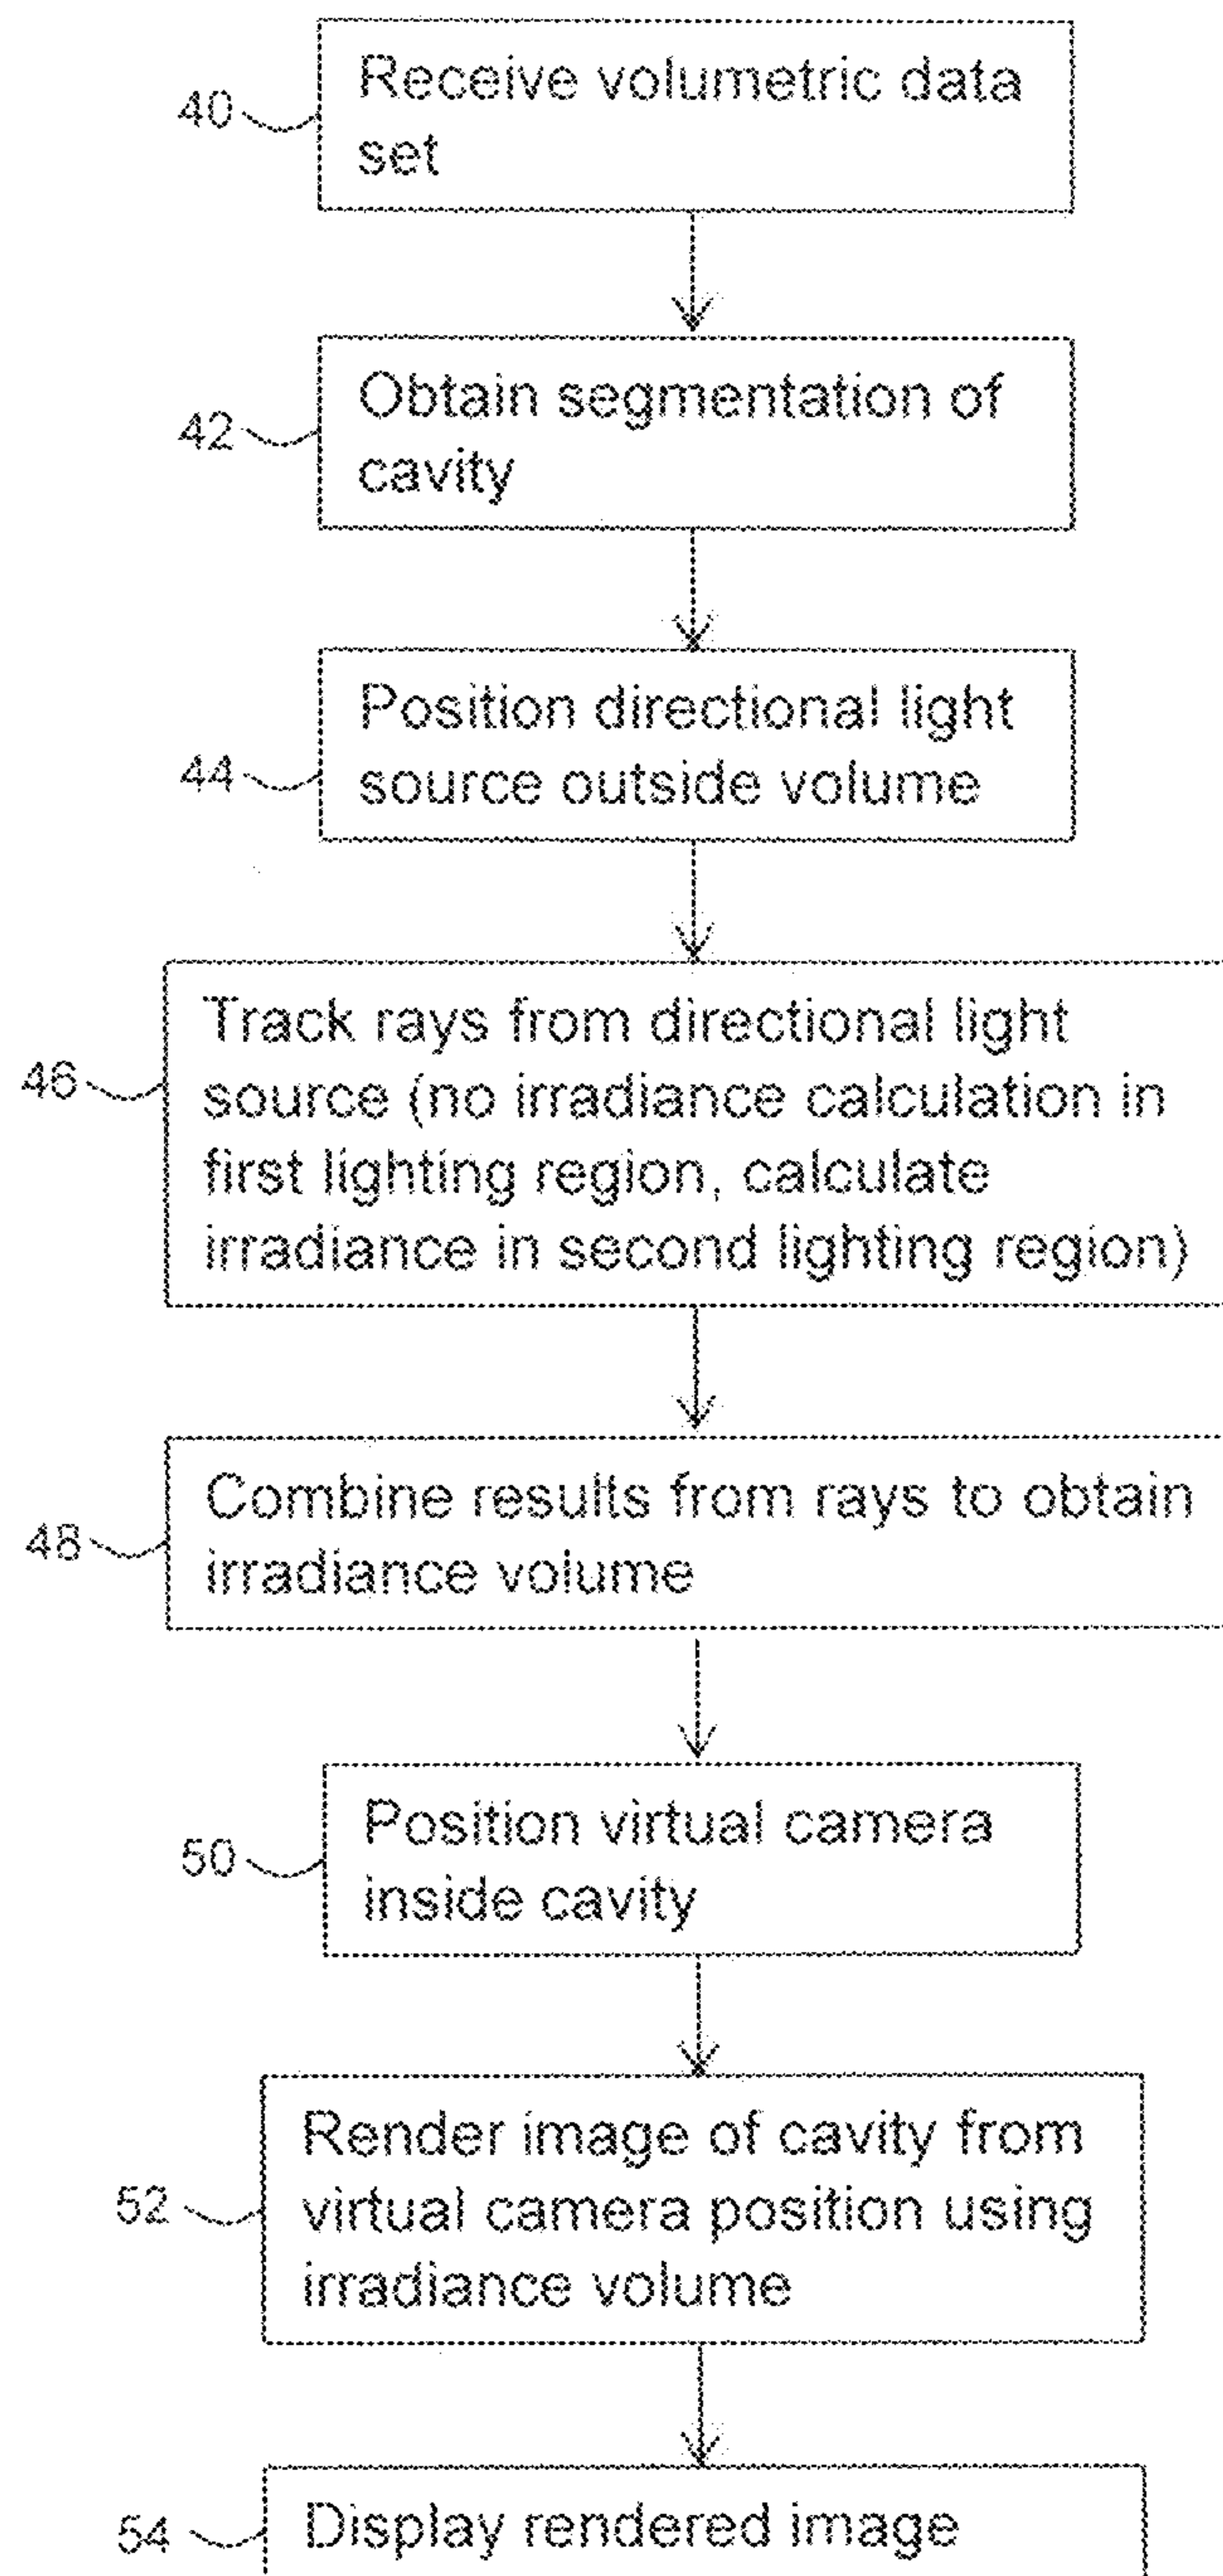 Receive volumetric data
40
set
Obtain segmentation of
42
cavity
Position directional light
44
source outside volume
Track rays from directional light
46
source (no irradiance calculation in
first lighting region, calculate
irradiance in second lighting region)
Combine results from rays to obtain
48
irradiance volume
Position virtual camera
50
inside cavity
Render image of cavity from
52
virtual camera position using
irradiance volume
54
Display rendered image